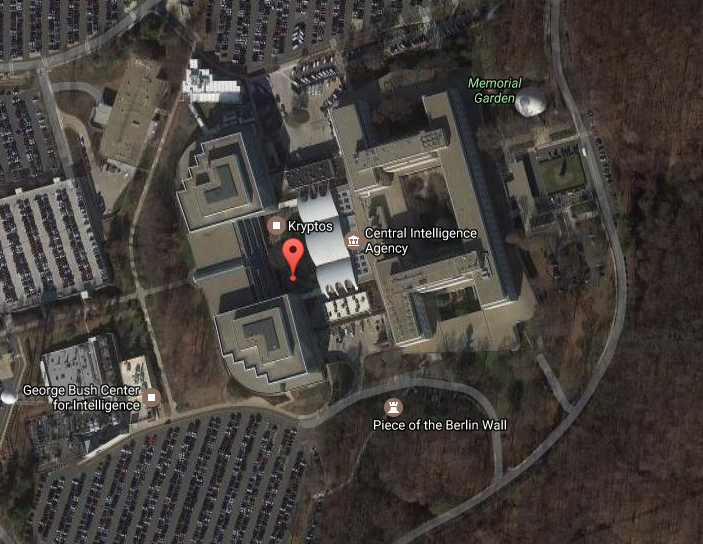 Memorial
Garden
Kryptos
Central Intelligence
Agency
George Bush Center
for Intelligence
Piece of the Berlin Wall